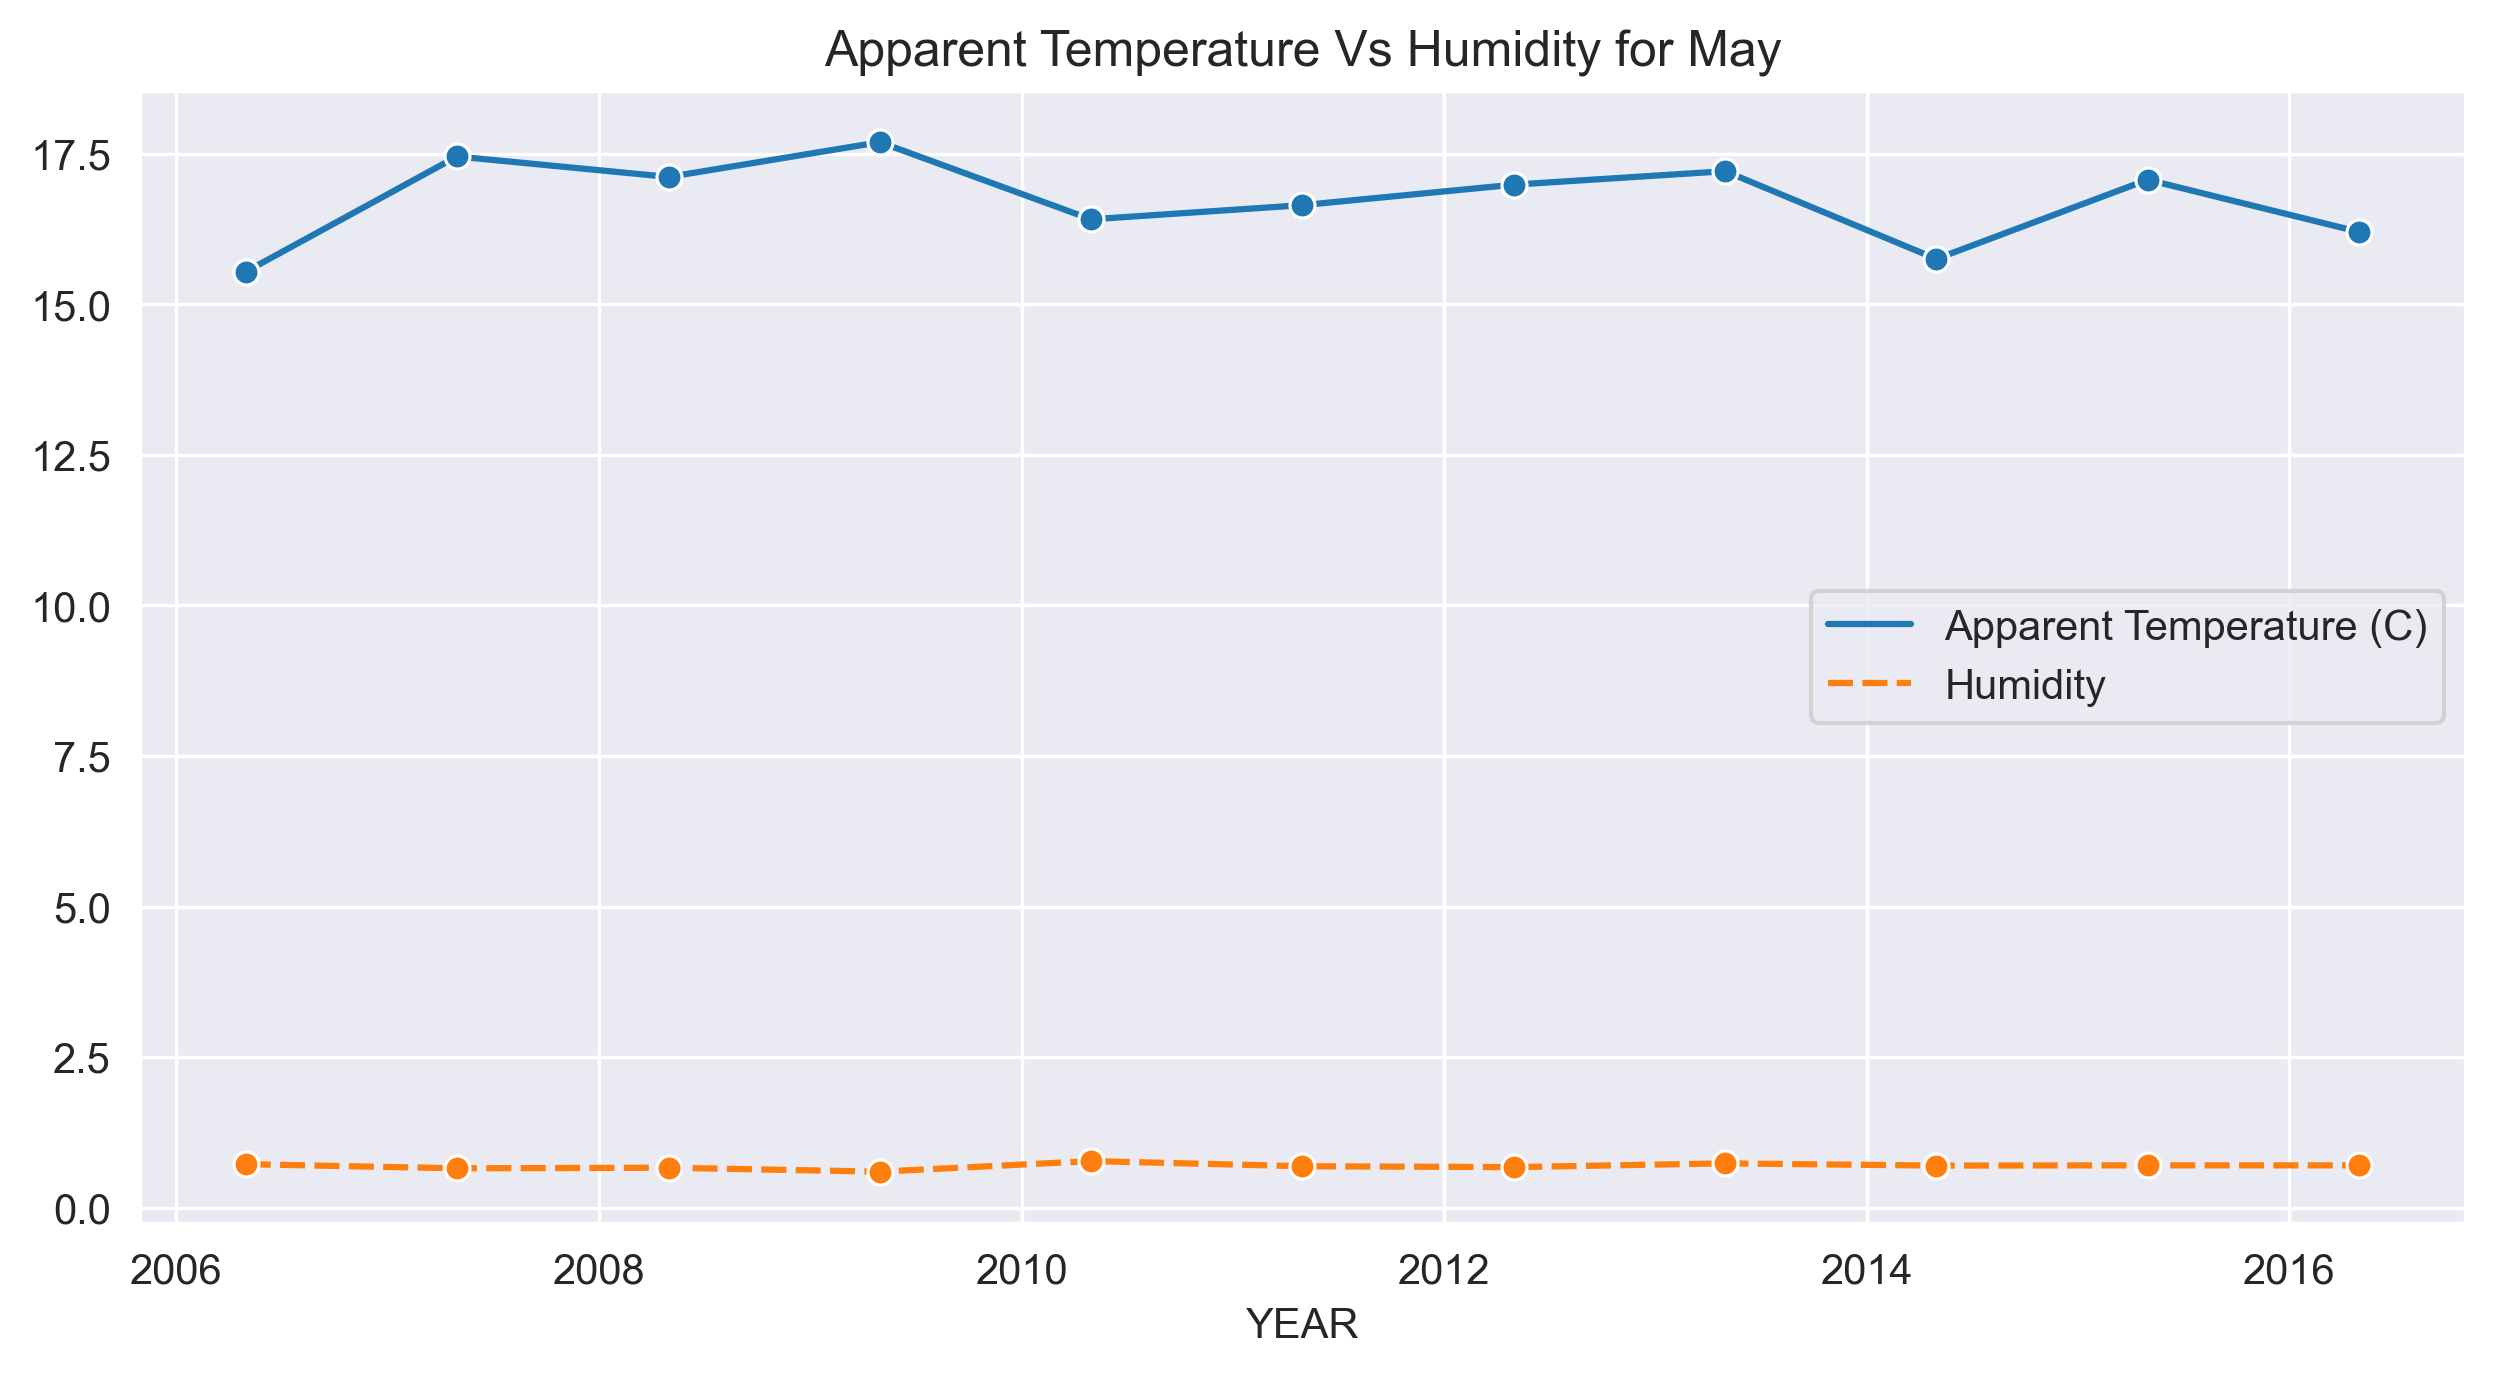 Apparent Temperature Vs Humidity for May
17.5
15.0
12.5
10.0
7.5
5.0
2.5
0.0
Apparent Temperature (C)
Humidity
2006 2008 2010 2012 2014 2016
YEAR